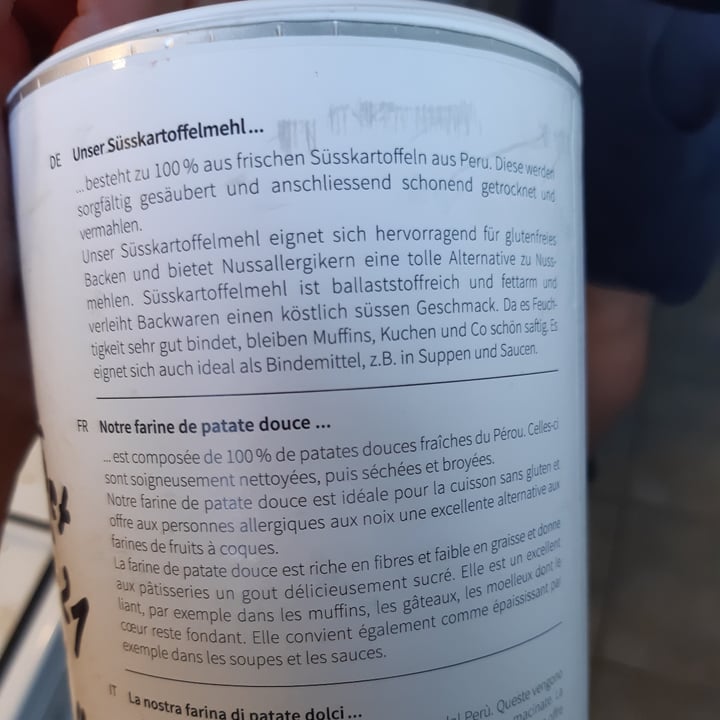 DE Unser Süsskartoffelmehl...
...besteht zu 100% aus frischen Süsskartoffeln aus Peru. Diese werden
sorgfältig gesäubert und anschliessend schonend getrocknet und
vermahlen.
Unser Süsskartoffelmehl eignet sich hervorragend für glutenfreies
Backen und bietet Nussallergikern eine tolle Alternative zu Nuss-
mehlen. Süsskartoffelmehl ist ballaststoffreich und fettarm und
verleiht Backwaren einen köstlich süssen Geschmack. Da es Feuch-
tigkeit sehr gut bindet, bleiben Muffins, Kuchen und Co schön saftig. Es
eignet sich auch ideal als Bindemittel, z.B. in Suppen und Saucen.
FR Notre farine de patate douce ...
...est composée de 100% de patates douces fraîches du Pérou. Celles-ci
sont soigneusement nettoyées, puis séchées et broyées.
Notre farine de patate douce est idéale pour la cuisson sans gluten et
offre aux personnes allergiques aux noix une excellente alternative aux
farines de fruits à coques.
La farine de patate douce est riche en fibres et faible en graisse et donne
aux pâtisseries un gout délicieusement sucré. Elle est un excellent
liant, par exemple dans les muffins, les gâteaux, les moelleux dont le
cœur reste fondant. Elle convient également comme épaississant par
exemple dans les soupes et les sauces.
IT La nostra farina di patate dolci...
Perù. Queste vengono
macinate
21